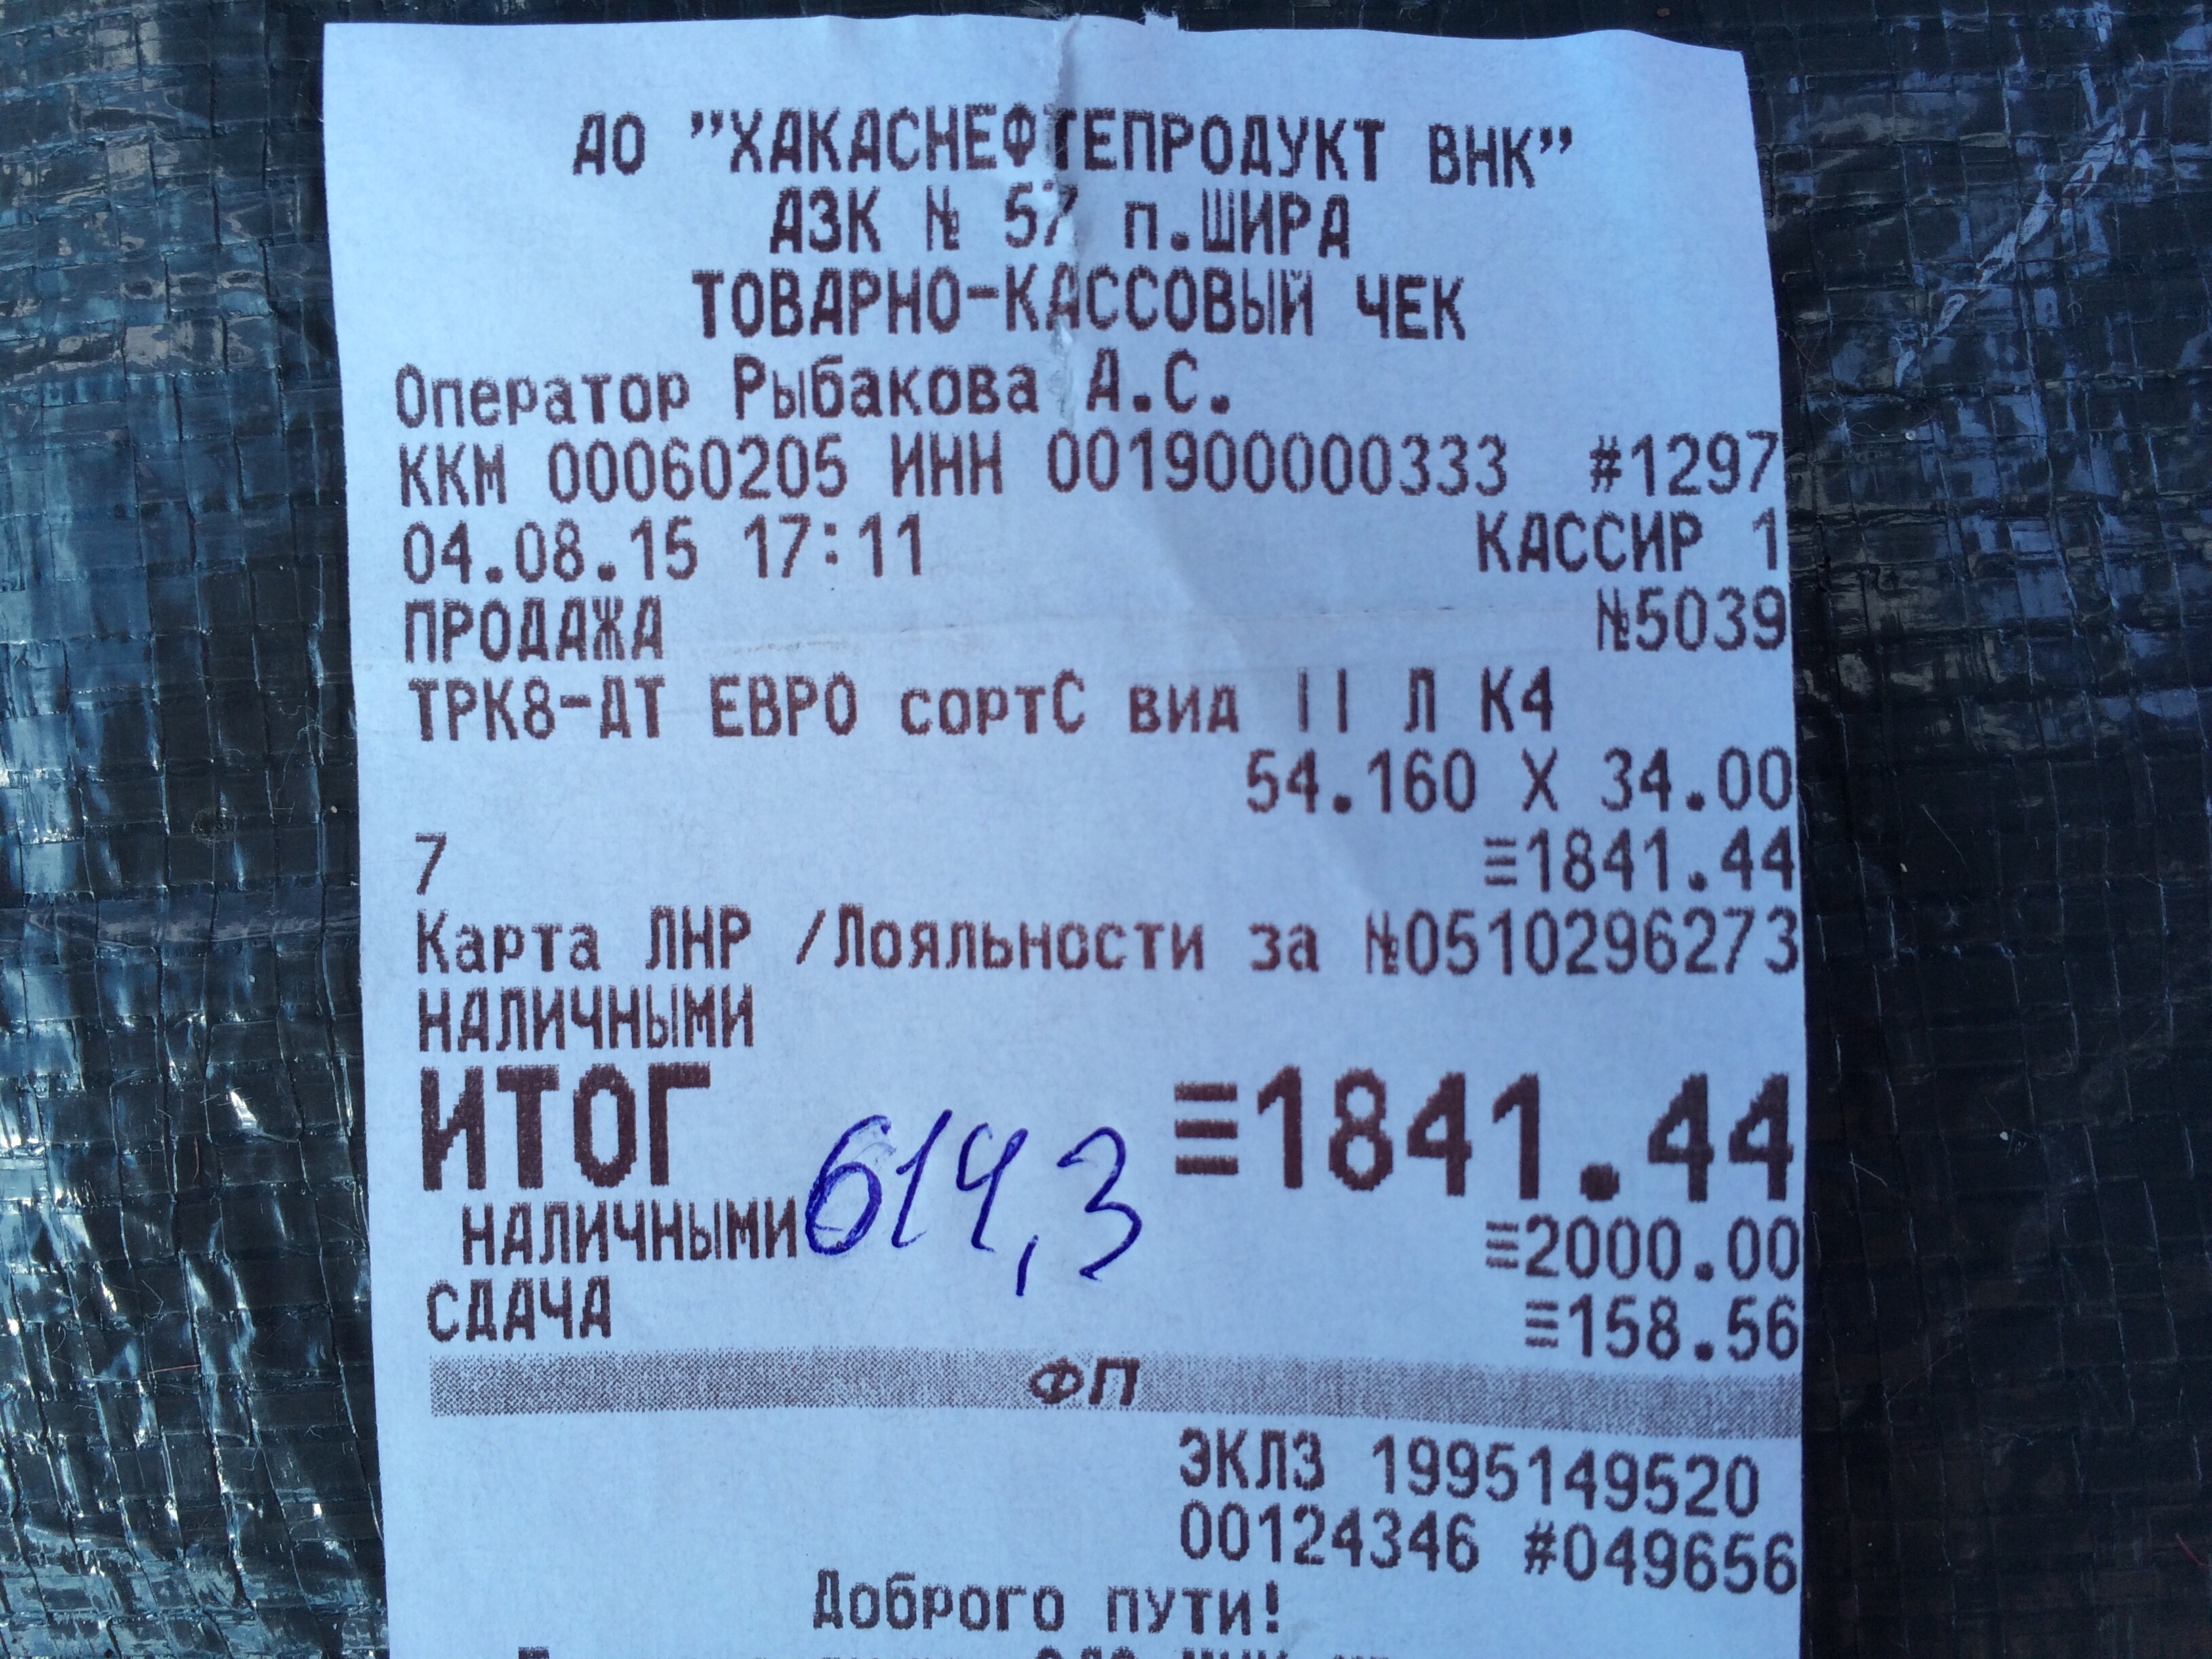 АО "ХАКАСНЕФТЕПРОДУКТ ВНК"
АЗК № 57 п.ШИРА
ТОВАРНО-КАССОВЫЙ ЧЕК
Оператор Рыбакова А.С.
ККМ 00060205 ИНН 001900000333 #1297
04.08.15 17:11 КАССИР 1
ПРОДАЖА №5039
ТРК8-ДТ ЕВРО сортС вид II Л К4
54.160 X 34.00
7 ≡1841.44
Карта ЛНР /Лояльности за №0510296273
НАЛИЧНЫМИ
ИТОГ ≡1841.44
614,3
НАЛИЧНЫМИ ≡2000.00
СДАЧА ≡158.56
ФП
ЭКЛЗ 1995149520
00124346 #049656
Доброго пути!